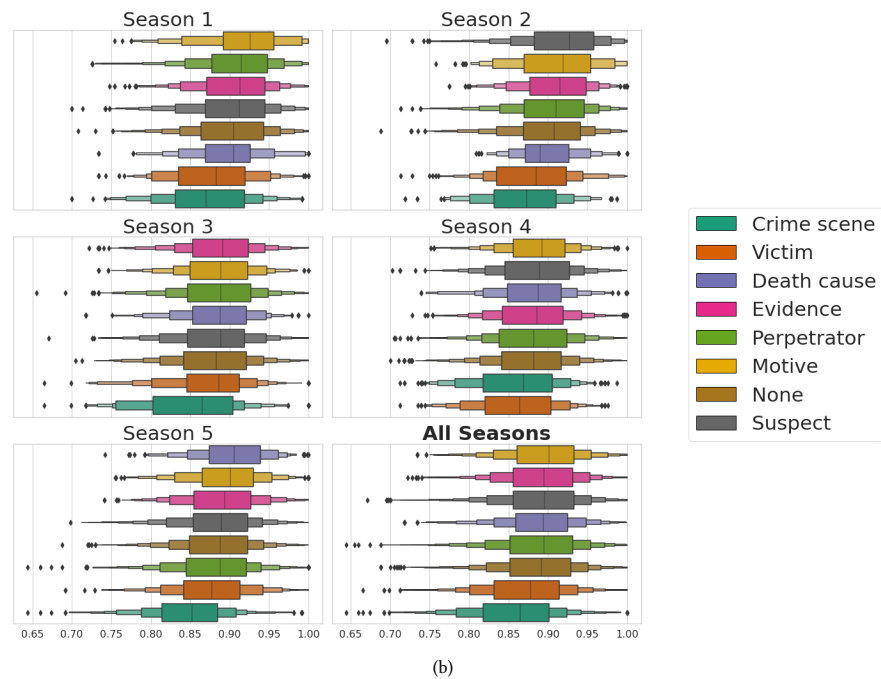 Season 1
Season 2
Season 3
Season 4
Season 5
All Seasons
Crime scene
Victim
Death cause
Evidence
Perpetrator
Motive
None
Suspect
0.65 0.70 0.75 0.80 0.85 0.90 0.95 1.00
0.65 0.70 0.75 0.80 0.85 0.90 0.95 1.00
(b)